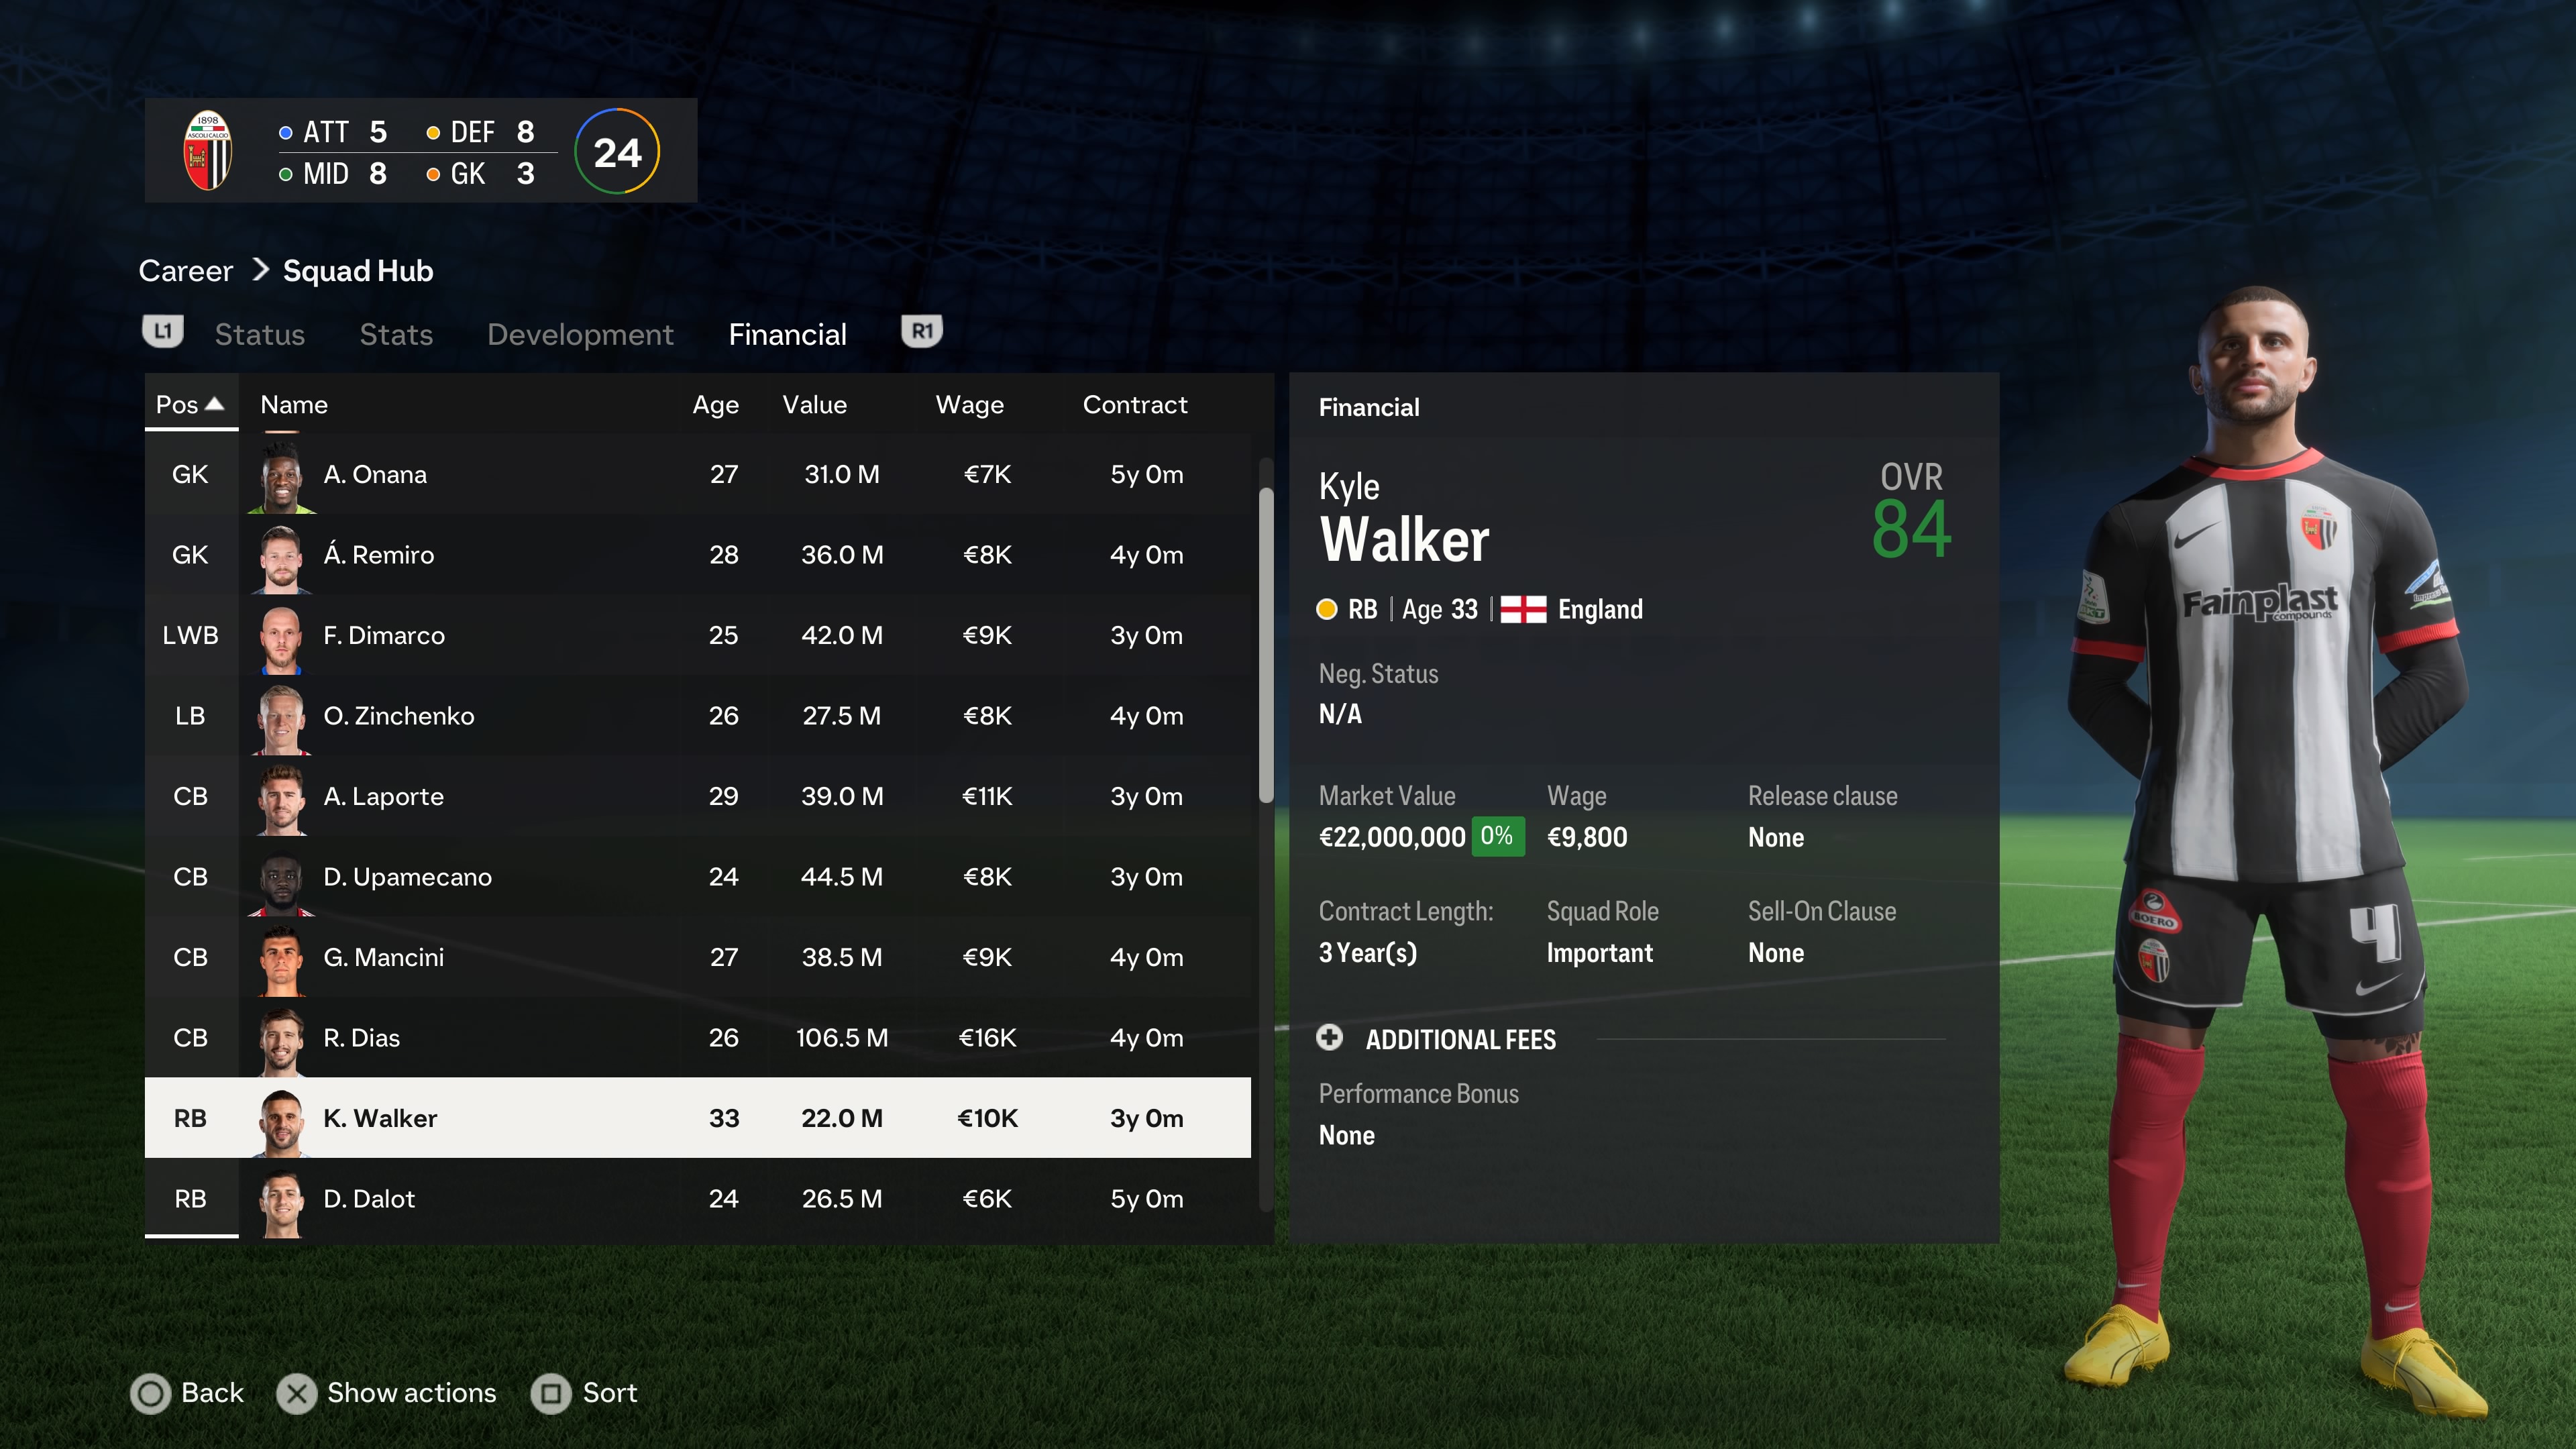 1898
ASCOLI CALCIO
ATT 5 DEF 8
MID 8 GK 3
24
Career > Squad Hub
L1 Status Stats Development Financial R1
Pos Name Age Value Wage Contract
GK A. Onana 27 31.0 M €7K 5y 0m
GK Á. Remiro 28 36.0 M €8K 4y 0m
LWB F. Dimarco 25 42.0 M €9K 3y 0m
LB O. Zinchenko 26 27.5 M €8K 4y 0m
CB A. Laporte 29 39.0 M €11K 3y 0m
CB D. Upamecano 24 44.5 M €8K 3y 0m
CB G. Mancini 27 38.5 M €9K 4y 0m
CB R. Dias 26 106.5 M €16K 4y 0m
RB K. Walker 33 22.0 M €10K 3y 0m
RB D. Dalot 24 26.5 M €6K 5y 0m
Financial
Kyle
Walker
OVR
84
RB | Age 33 | England
Neg. Status
N/A
Market Value Wage Release clause
€22,000,000 0% €9,800 None
Contract Length: Squad Role Sell-On Clause
3 Year(s) Important None
ADDITIONAL FEES
Performance Bonus
None
Fainplast
compounds
2
BOERO
4
Back Show actions Sort